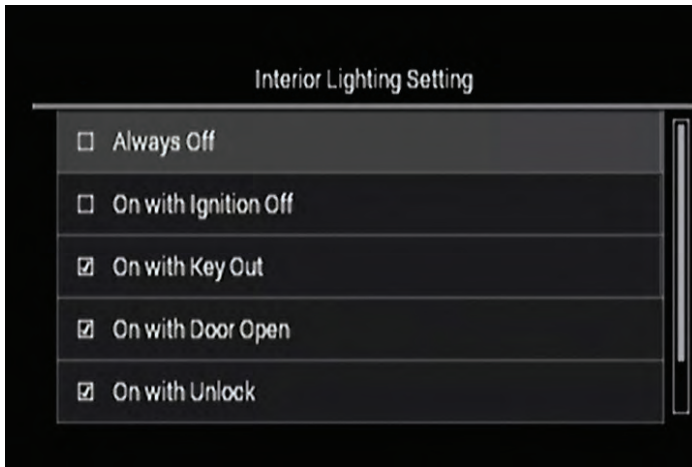 Interior Lighting Setting
Always Off
On with Ignition Off
On with Key Out
On with Door Open
On with Unlock